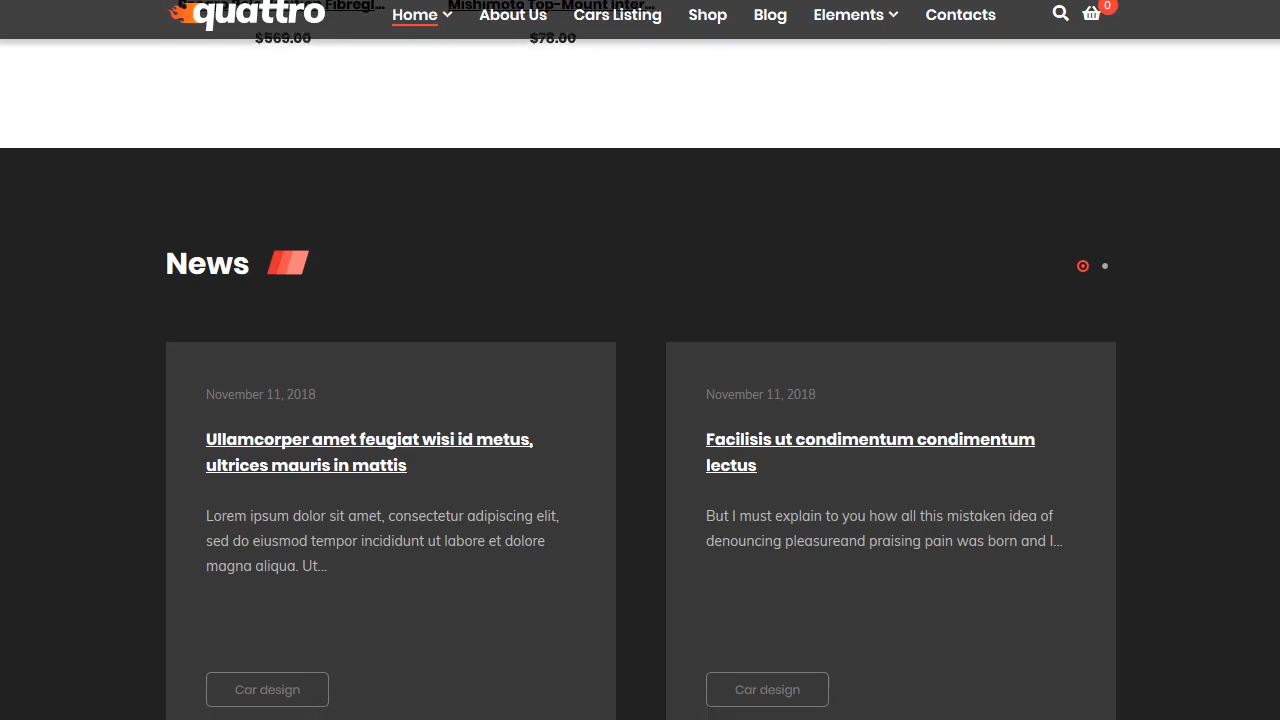 quattro
Home About Us Cars Listing Shop Blog Elements Contacts 0
Mishimoto Top-Mount Inter...
$569.00 $78.00
News
November 11, 2018
Ullamcorper amet feugiat wisi id metus,
ultrices mauris in mattis
Lorem ipsum dolor sit amet, consectetur adipiscing elit,
sed do eiusmod tempor incididunt ut labore et dolore
magna aliqua. Ut...
Car design
November 11, 2018
Facilisis ut condimentum condimentum
lectus
But I must explain to you how all this mistaken idea of
denouncing pleasureand praising pain was born and I...
Car design